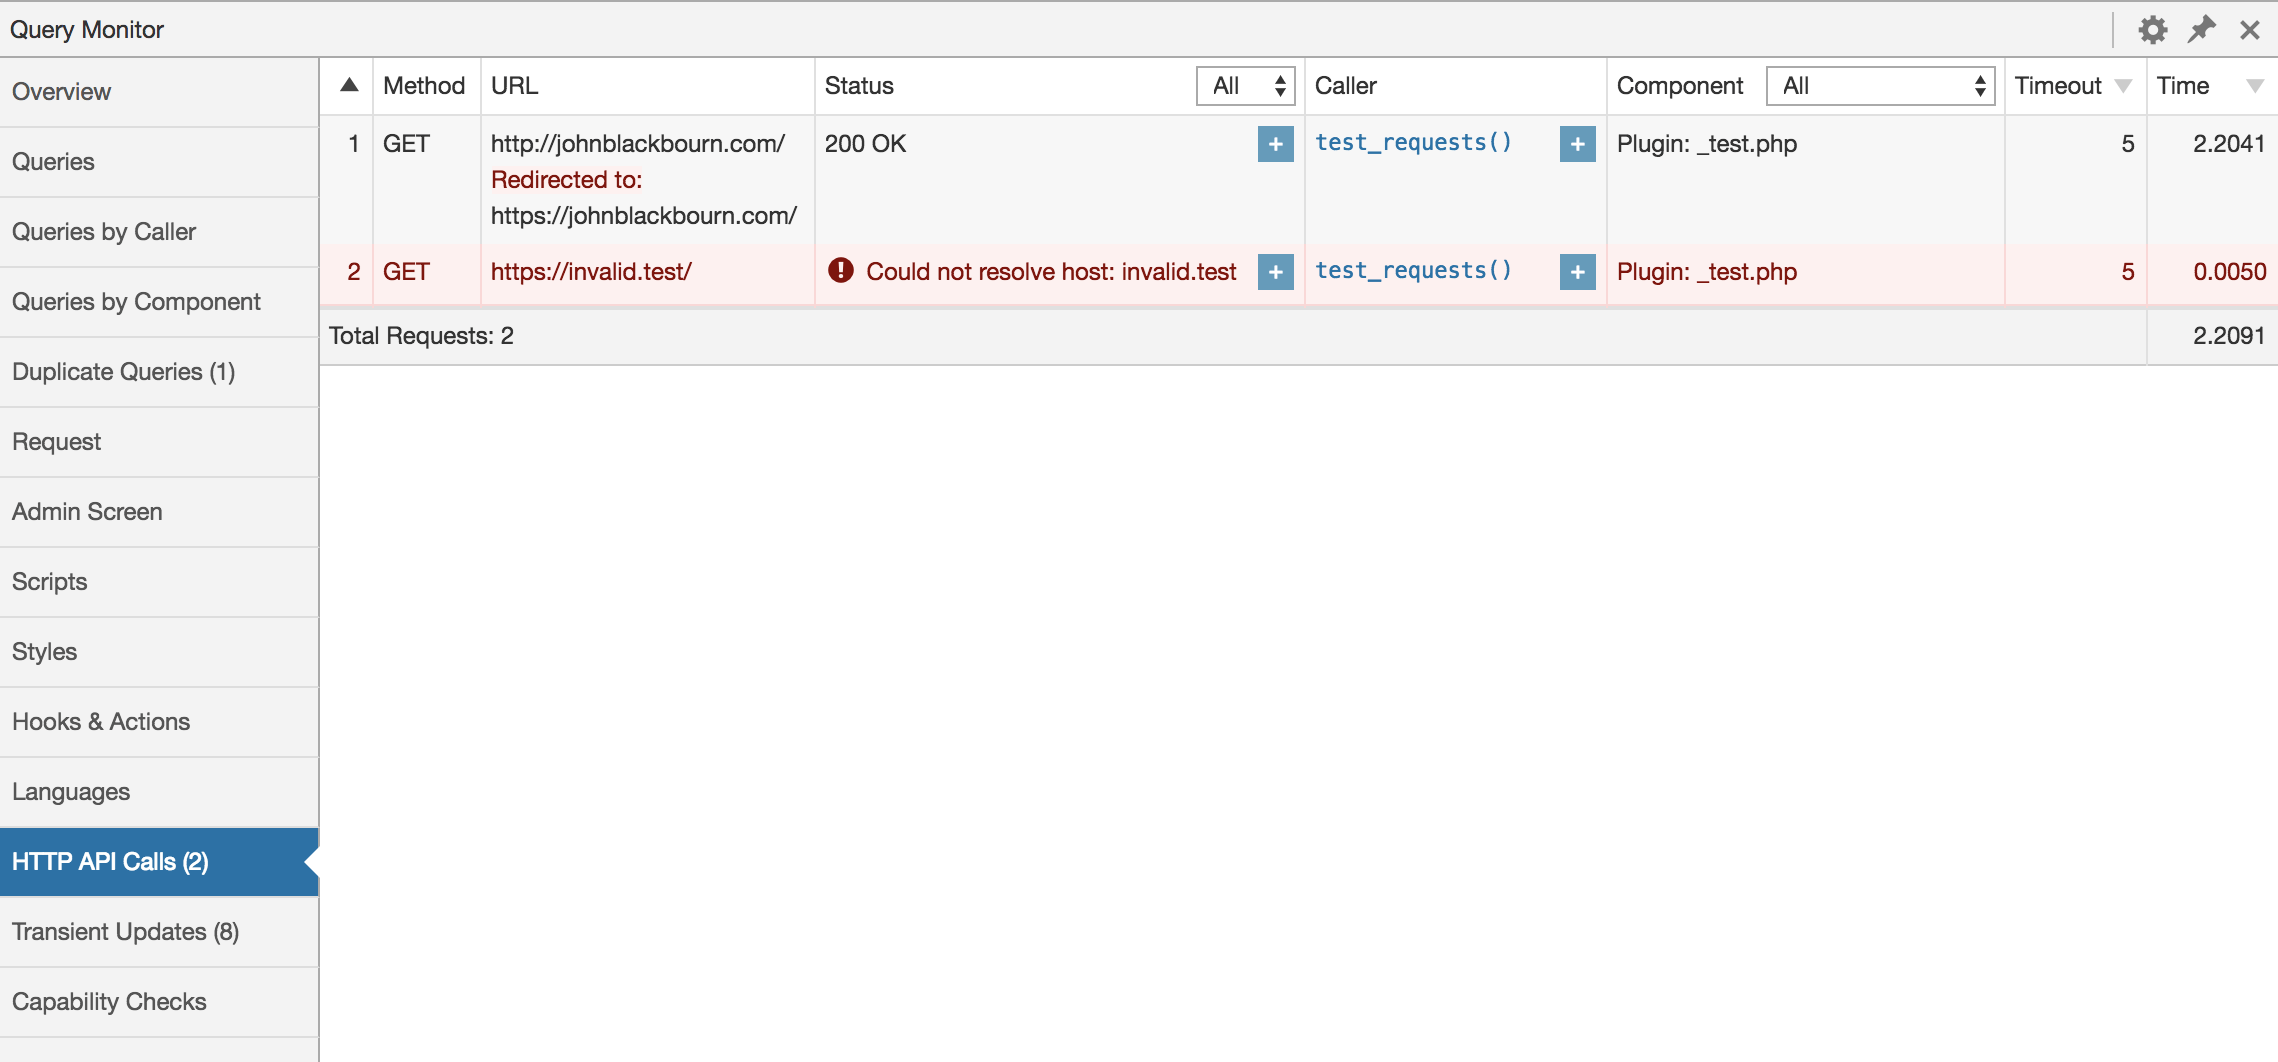 Query Monitor
Overview
Queries
Queries by Caller
Queries by Component
Duplicate Queries (1)
Request
Admin Screen
Scripts
Styles
Hooks & Actions
Languages
HTTP API Calls (2)
Transient Updates (8)
Capability Checks
Method URL Status All Caller Component All Timeout Time
1 GET http://johnblackbourn.com/ 200 OK + test_requests() + Plugin: _test.php 5 2.2041
Redirected to:
https://johnblackbourn.com/
2 GET https://invalid.test/ Could not resolve host: invalid.test + test_requests() + Plugin: _test.php 5 0.0050
Total Requests: 2 2.2091